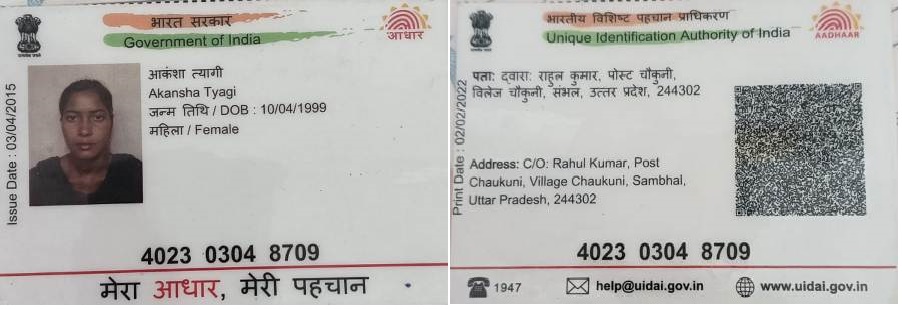 भारत सरकार
Government of India
आधार
Issue Date : 03/04/2015
आकंशा त्यागी
Akansha Tyagi
जन्म तिथि / DOB : 10/04/1999
महिला / Female
4023 0304 8709
मेरा आधार, मेरी पहचान
भारतीय विशिष्ट पहचान प्राधिकरण
Unique Identification Authority of India
AADHAAR
Print Date : 02/02/2022
पता: द्वारा: राहुल कुमार, पोस्ट चौकुनी,
विलेज चौकुनी, संभल, उत्तर प्रदेश, 244302
Address: C/O: Rahul Kumar, Post
Chaukuni, Village Chaukuni, Sambhal,
Uttar Pradesh, 244302
4023 0304 8709
1947
help@uidai.gov.in
www.uidai.gov.in